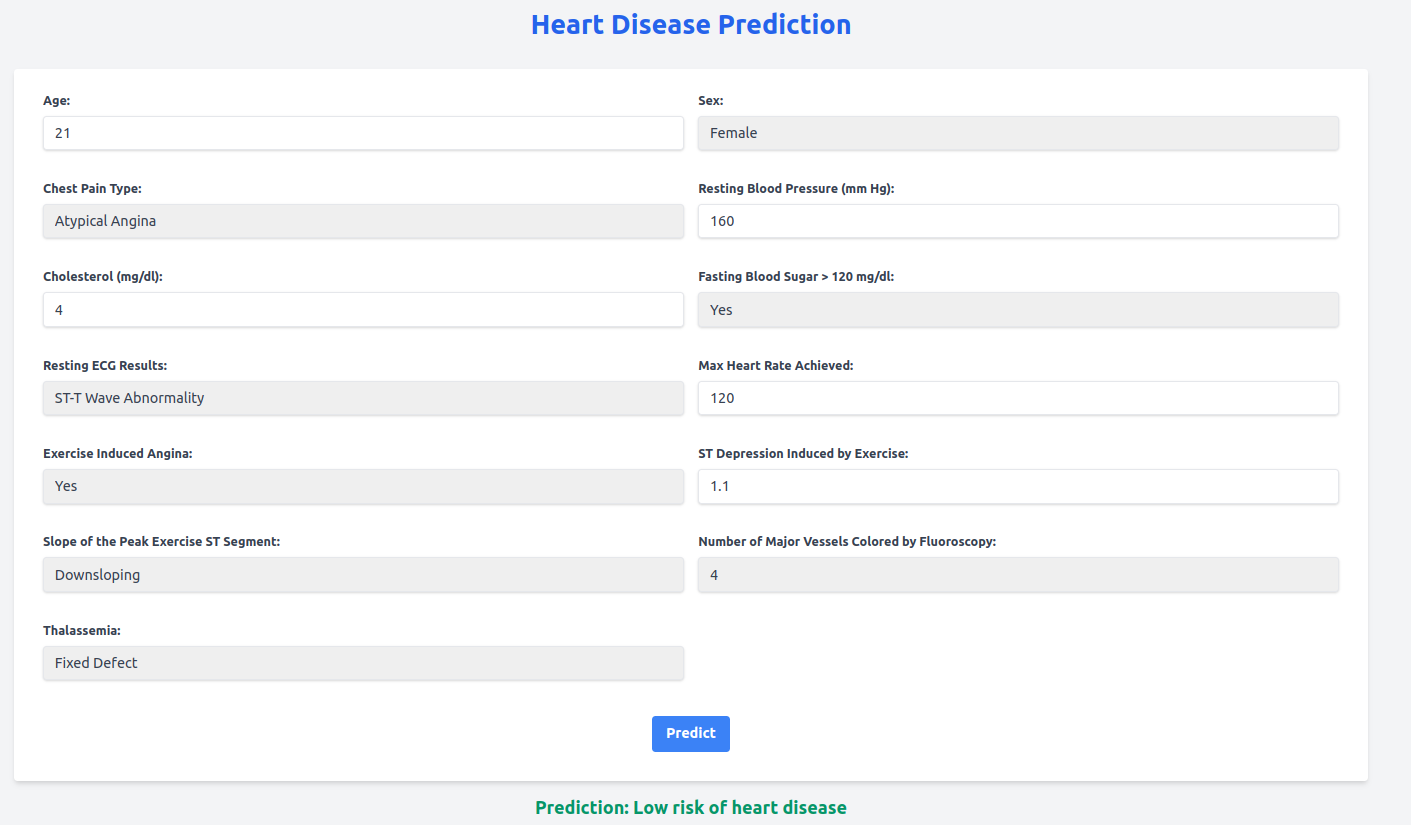 Heart Disease Prediction
Age:
21
Sex:
Female
Chest Pain Type:
Atypical Angina
Resting Blood Pressure (mm Hg):
160
Cholesterol (mg/dl):
4
Fasting Blood Sugar > 120 mg/dl:
Yes
Resting ECG Results:
ST-T Wave Abnormality
Max Heart Rate Achieved:
120
Exercise Induced Angina:
Yes
ST Depression Induced by Exercise:
1.1
Slope of the Peak Exercise ST Segment:
Downsloping
Number of Major Vessels Colored by Fluoroscopy:
4
Thalassemia:
Fixed Defect
Predict
Prediction: Low risk of heart disease